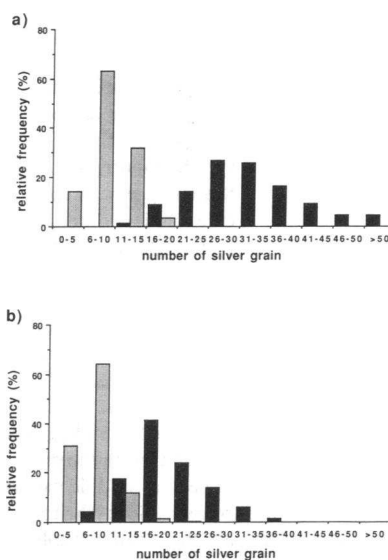 a)
80
60
40
20
0
relative frequency (%)
0-5 6-10 11-15 16-20 21-25 26-30 31-35 36-40 41-45 46-50 >50
number of silver grain
b)
80
60
40
20
0
relative frequency (%)
0-5 6-10 11-15 16-20 21-25 26-30 31-35 36-40 41-45 46-50 >50
number of silver grain